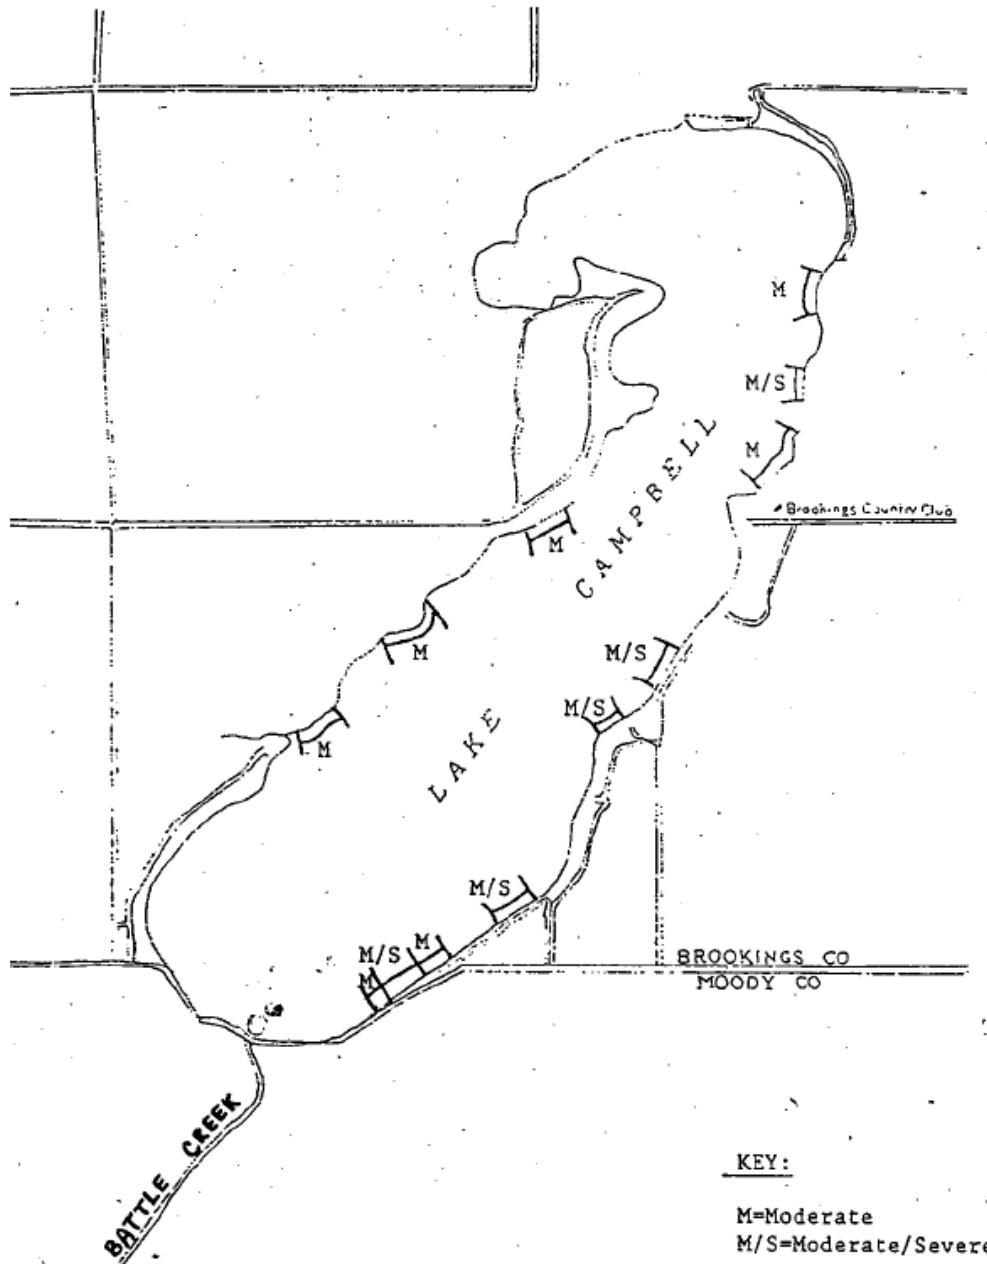 M
M/S
M
Brookings Country Club
M
CAMPBELL
M
M/S
M/S
M
LAKE
M/S
M
M/S
M
BROOKINGS CO
MOODY CO
BATTLE CREEK
KEY:
M=Moderate
M/S=Moderate/Severe